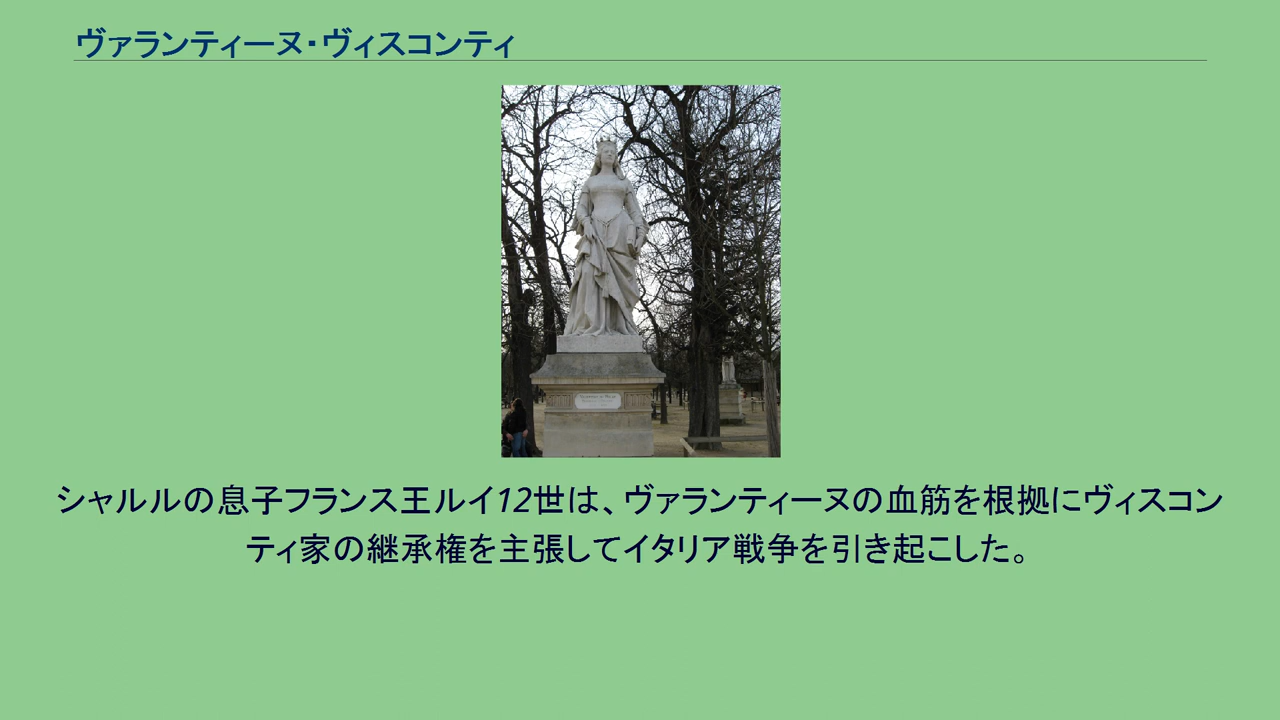 ヴァランティーヌ・ヴィスコンティ
シャルルの息子フランス王ルイ12世は、ヴァランティーヌの血筋を根拠にヴィスコン
ティ家の継承権を主張してイタリア戦争を引き起こした。